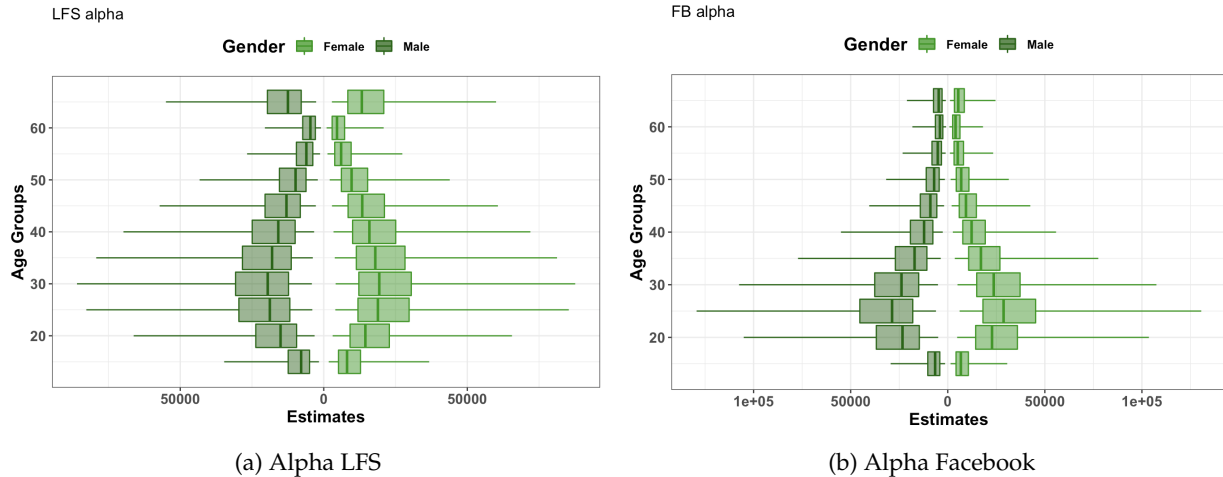 LFS alpha
Gender Female Male
Age Groups
60
50
40
30
20
50000 0 50000
Estimates
(a) Alpha LFS
FB alpha
Gender Female Male
Age Groups
60
50
40
30
20
1e+05 50000 0 50000 1e+05
Estimates
(b) Alpha Facebook